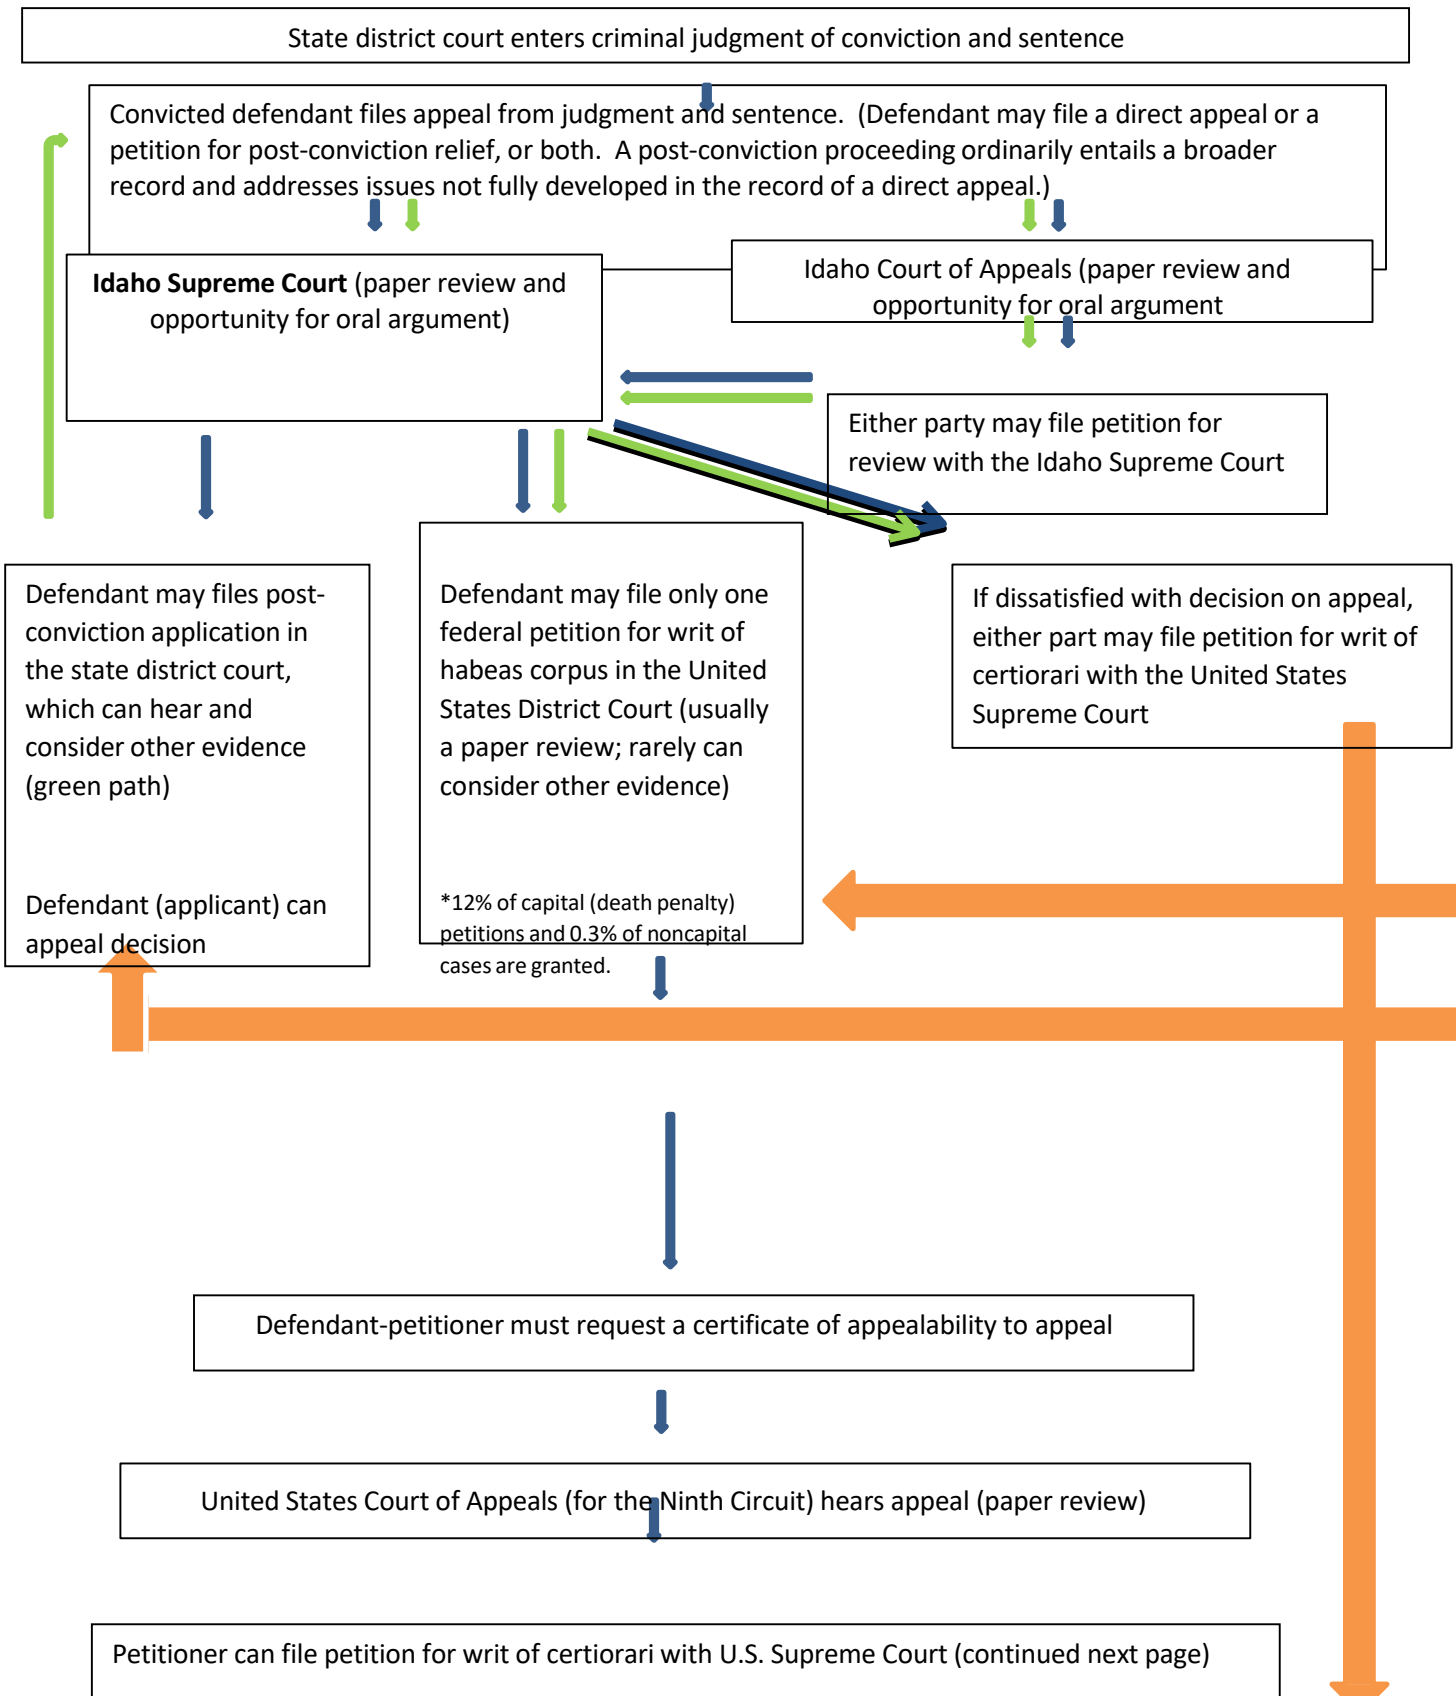 State district court enters criminal judgment of conviction and sentence
Convicted defendant files appeal from judgment and sentence.  (Defendant may file a direct appeal or a
petition for post-conviction relief, or both.  A post-conviction proceeding ordinarily entails a broader
record and addresses issues not fully developed in the record of a direct appeal.)
Idaho Supreme Court (paper review and
opportunity for oral argument)
Idaho Court of Appeals (paper review and
opportunity for oral argument
Either party may file petition for
review with the Idaho Supreme Court
Defendant may files post-
conviction application in
the state district court,
which can hear and
consider other evidence
(green path)
Defendant (applicant) can
appeal decision
Defendant may file only one
federal petition for writ of
habeas corpus in the United
States District Court (usually
a paper review; rarely can
consider other evidence)
*12% of capital (death penalty)
petitions and 0.3% of noncapital
cases are granted.
If dissatisfied with decision on appeal,
either part may file petition for writ of
certiorari with the United States
Supreme Court
Defendant-petitioner must request a certificate of appealability to appeal
United States Court of Appeals (for the Ninth Circuit) hears appeal (paper review)
Petitioner can file petition for writ of certiorari with U.S. Supreme Court (continued next page)